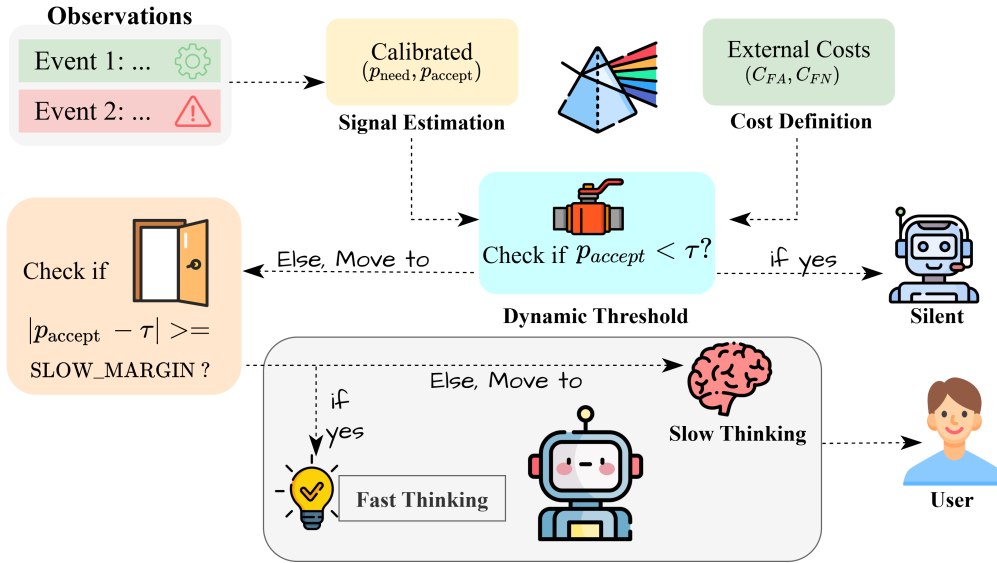 Observations
Event 1: ...
Event 2: ...
Calibrated
(p_need, p_accept)
Signal Estimation
External Costs
(C_FA, C_FN)
Cost Definition
Check if p_accept < τ?
Dynamic Threshold
if yes
Silent
Else, Move to
Check if
|p_accept − τ| >=
SLOW_MARGIN ?
Else, Move to
if
yes
Slow Thinking
Fast Thinking
User